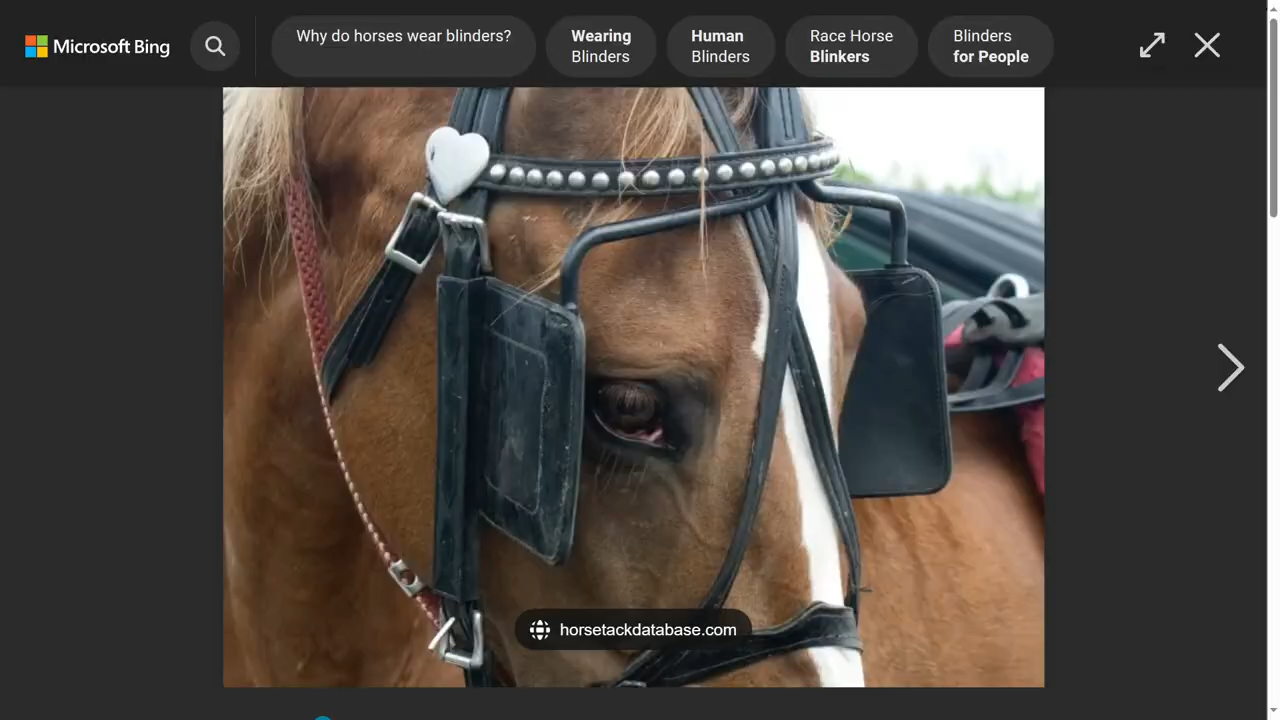 Microsoft Bing
Why do horses wear blinders?
Wearing
Blinders
Human
Blinders
Race Horse
Blinkers
Blinders
for People
horsetackdatabase.com